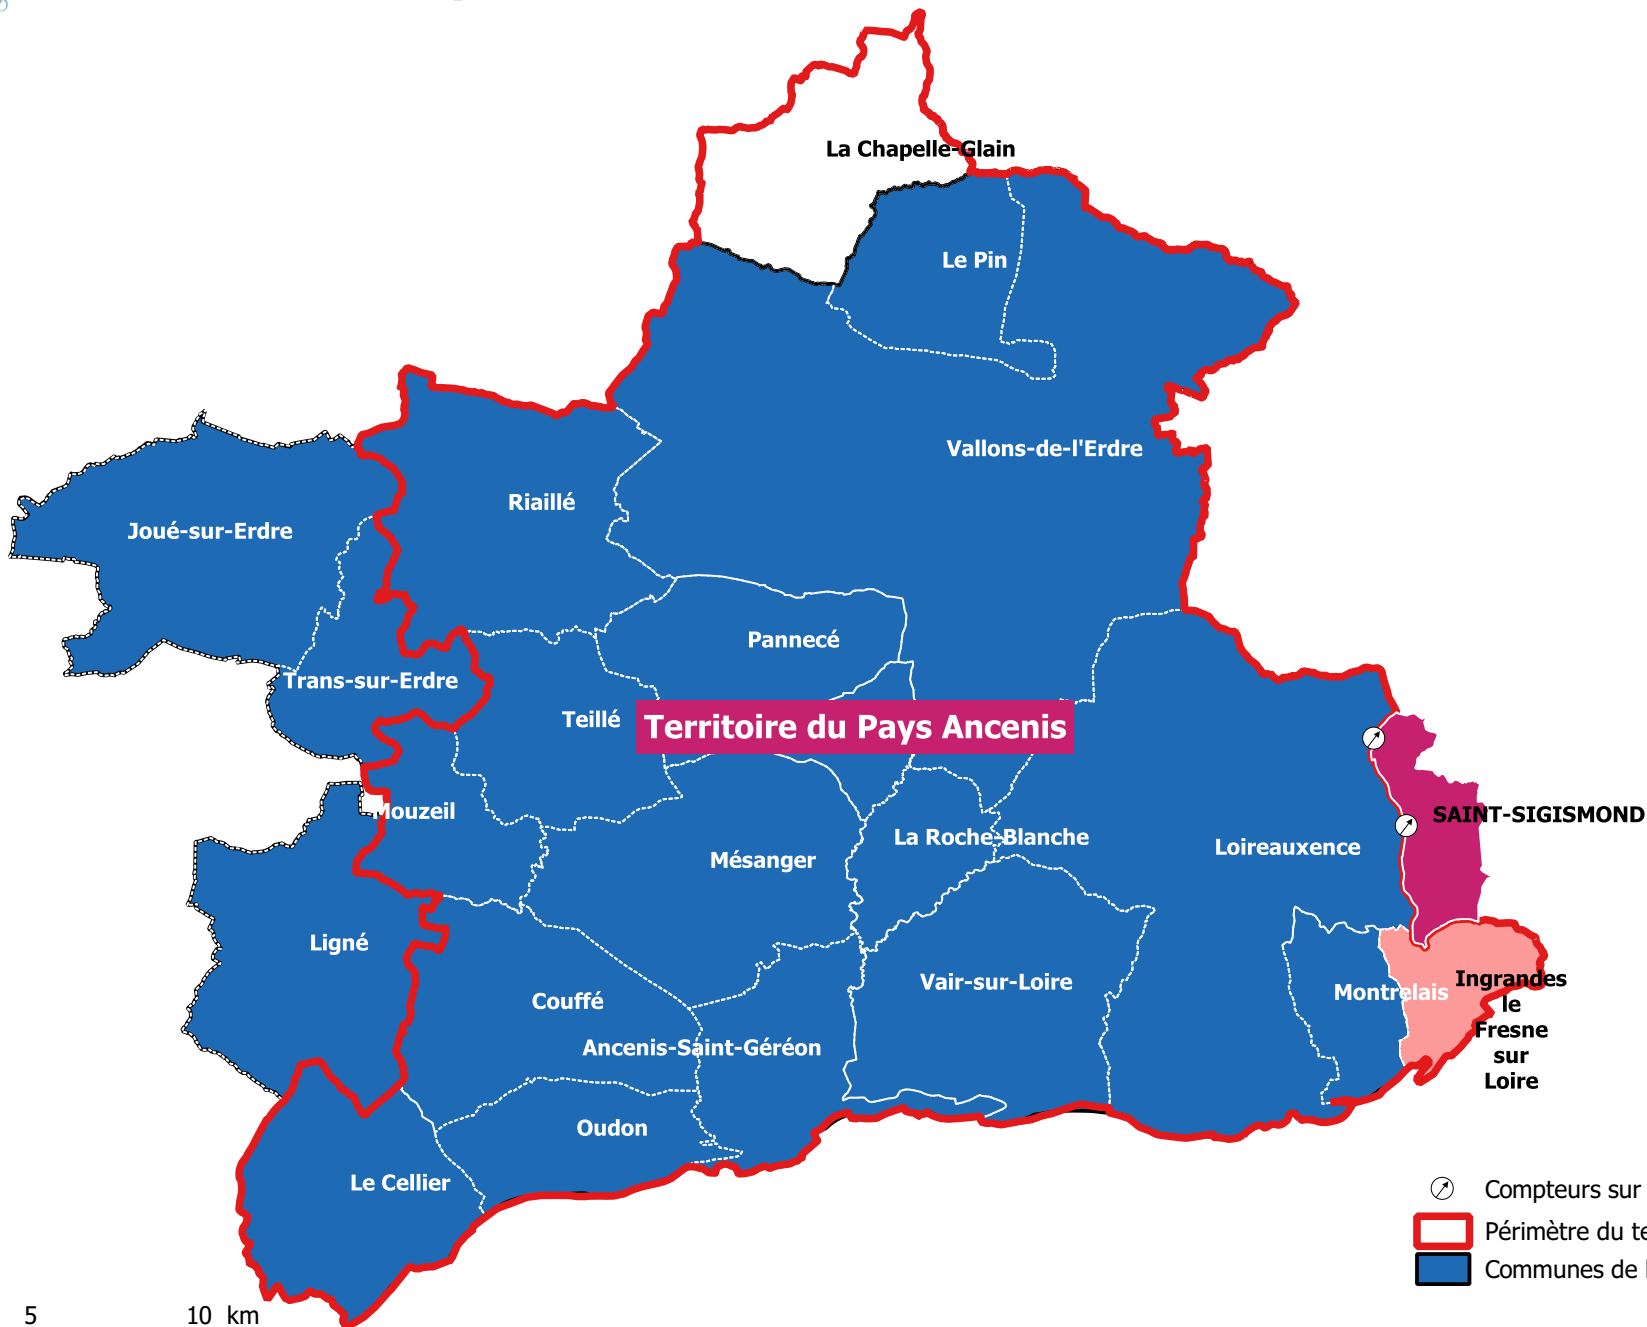 La Chapelle-Glain
Le Pin
Vallons-de-l'Erdre
Riaillé
Joué-sur-Erdre
Pannecé
Trans-sur-Erdre
Teillé
Territoire du Pays Ancenis
Mouzeil
SAINT-SIGISMOND
La Roche-Blanche
Loireauxence
Mésanger
Ligné
Vair-sur-Loire
Ingrandes
le
Fresne
sur
Loire
Montrelais
Couffé
Ancenis-Saint-Géréon
Oudon
Le Cellier
Compteurs sur
Périmètre du te
Communes de l
5 10 km